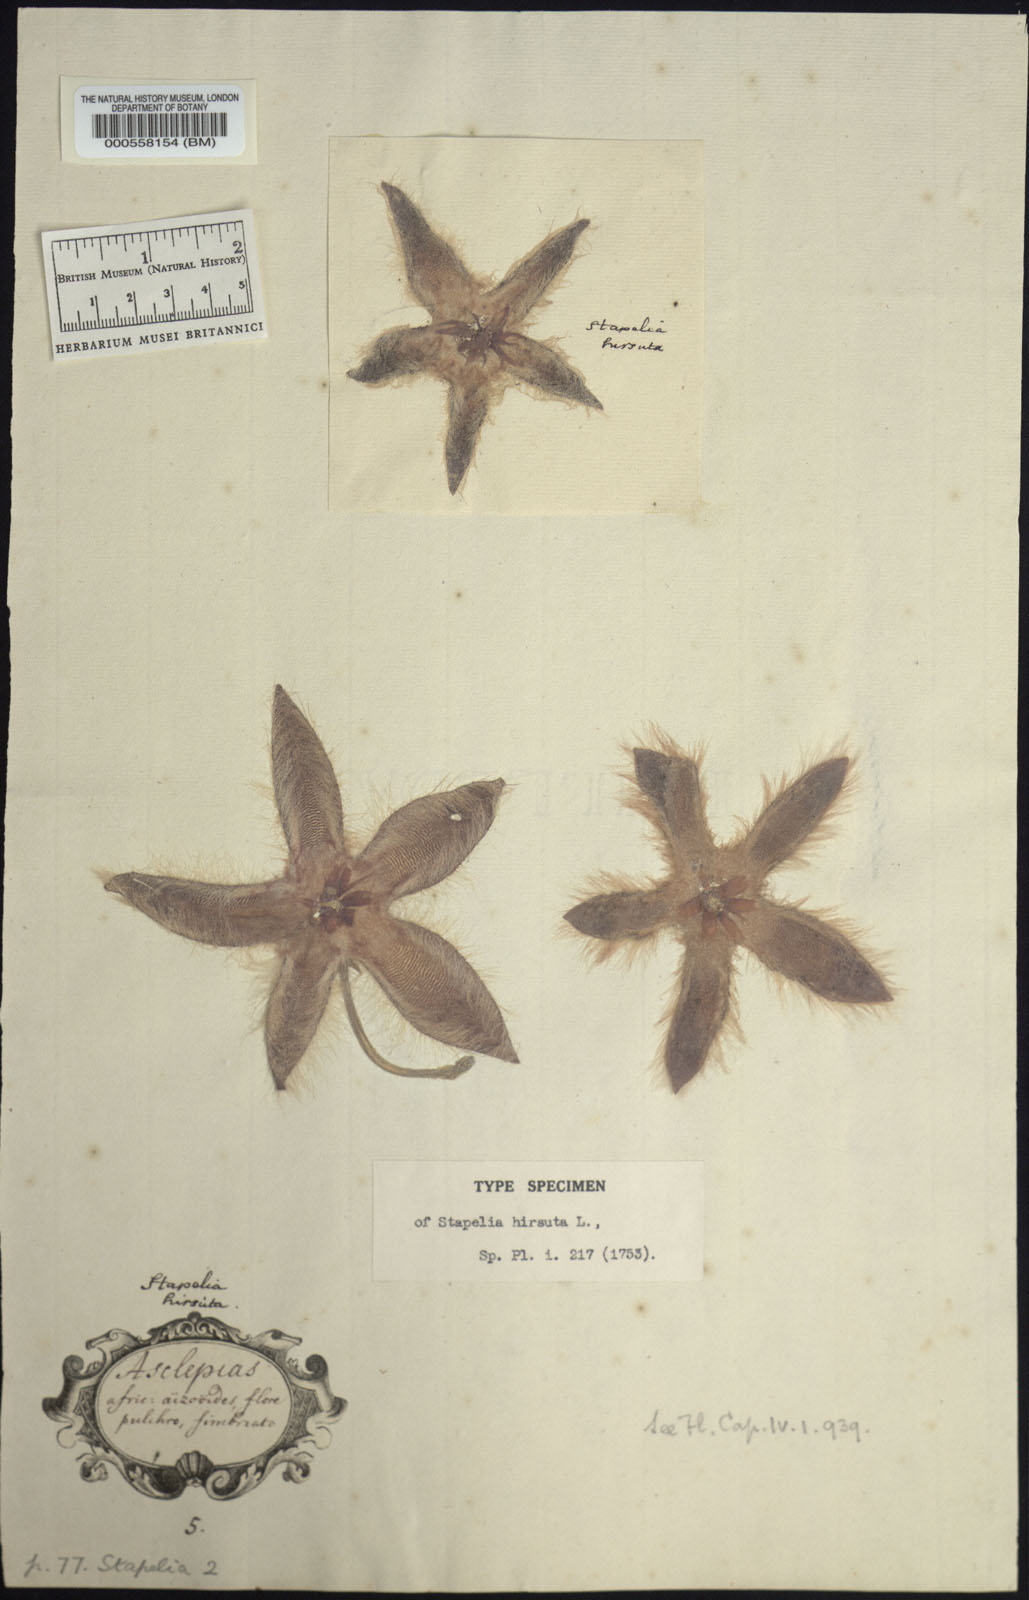 THE NATURAL HISTORY MUSEUM, LONDON
DEPARTMENT OF BOTANY
000558154 (BM)
1 2
BRITISH MUSEUM (NATURAL HISTORY)
1 2 3 4 5
HERBARIUM MUSEI BRITANNICI
Stapelia
hirsuta
TYPE SPECIMEN
of Stapelia hirsuta L.,
Sp. Pl. i. 217 (1753).
Stapelia
hirsuta.
Asclepias
afric: aizoöides, flore
pulchro, fimbriato
See Fl. Cap. IV. I. 939.
5.
p. 77. Stapelia 2